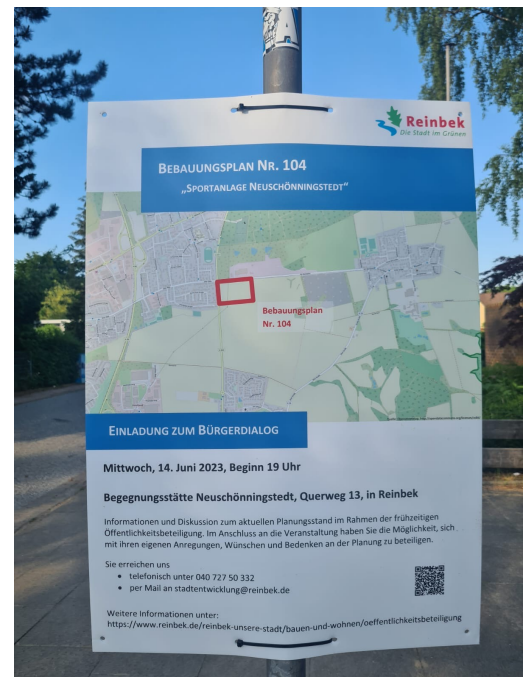 Reinbek
Die Stadt im Grünen
BEBAUUNGSPLAN NR. 104
„SPORTANLAGE NEUSCHÖNNINGSTEDT“
Bebauungsplan
Nr. 104
EINLADUNG ZUM BÜRGERDIALOG
Mittwoch, 14. Juni 2023, Beginn 19 Uhr
Begegnungsstätte Neuschönningstedt, Querweg 13, in Reinbek
Informationen und Diskussion zum aktuellen Planungsstand im Rahmen der frühzeitigen
Öffentlichkeitsbeteiligung. Im Anschluss an die Veranstaltung haben Sie die Möglichkeit, sich
mit ihren eigenen Anregungen, Wünschen und Bedenken an der Planung zu beteiligen.
Sie erreichen uns
• telefonisch unter 040 727 50 332
• per Mail an stadtentwicklung@reinbek.de
Weitere Informationen unter:
https://www.reinbek.de/reinbek-unsere-stadt/bauen-und-wohnen/oeffentlichkeitsbeteiligung